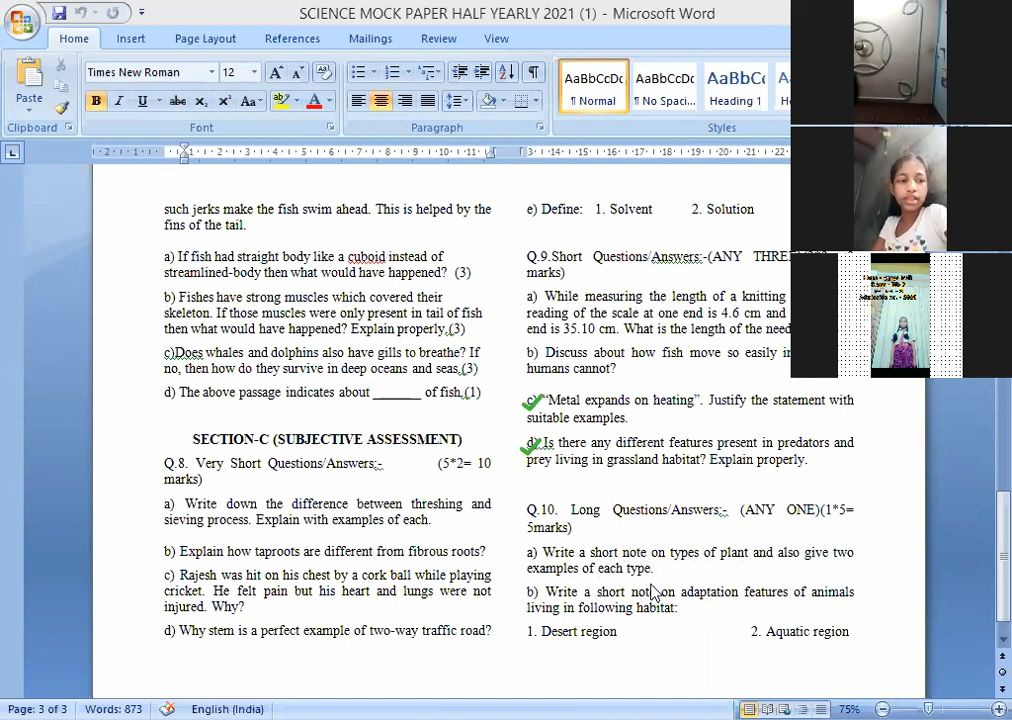 SCIENCE MOCK PAPER HALF YEARLY 2021 (1) - Microsoft Word
Home Insert Page Layout References Mailings Review View
Times New Roman 12
Paste
AaBbCcDc AaBbCcDc AaBbCc
¶ Normal ¶ No Spaci... Heading 1
Clipboard Font Paragraph Styles
such jerks make the fish swim ahead. This is helped by the
fins of the tail.
a) If fish had straight body like a cuboid instead of
streamlined-body then what would have happened? (3)
b) Fishes have strong muscles which covered their
skeleton. If those muscles were only present in tail of fish
then what would have happened? Explain properly.(3)
c)Does whales and dolphins also have gills to breathe? If
no, then how do they survive in deep oceans and seas.(3)
d) The above passage indicates about _______ of fish.(1)
SECTION-C (SUBJECTIVE ASSESSMENT)
Q.8. Very Short Questions/Answers:- (5*2= 10
marks)
a) Write down the difference between threshing and
sieving process. Explain with examples of each.
b) Explain how taproots are different from fibrous roots?
c) Rajesh was hit on his chest by a cork ball while playing
cricket. He felt pain but his heart and lungs were not
injured. Why?
d) Why stem is a perfect example of two-way traffic road?
e) Define: 1. Solvent 2. Solution
Q.9.Short Questions/Answers:-(ANY THREE)
marks)
a) While measuring the length of a knitting
reading of the scale at one end is 4.6 cm and
end is 35.10 cm. What is the length of the
b) Discuss about how fish move so easily
humans cannot?
c) "Metal expands on heating". Justify the statement with
suitable examples.
d) Is there any different features present in predators and
prey living in grassland habitat? Explain properly.
Q.10. Long Questions/Answers:- (ANY ONE)(1*5=
5marks)
a) Write a short note on types of plant and also give two
examples of each type.
b) Write a short note on adaptation features of animals
living in following habitat:
1. Desert region 2. Aquatic region
Page: 3 of 3 Words: 873 English (India) 75%